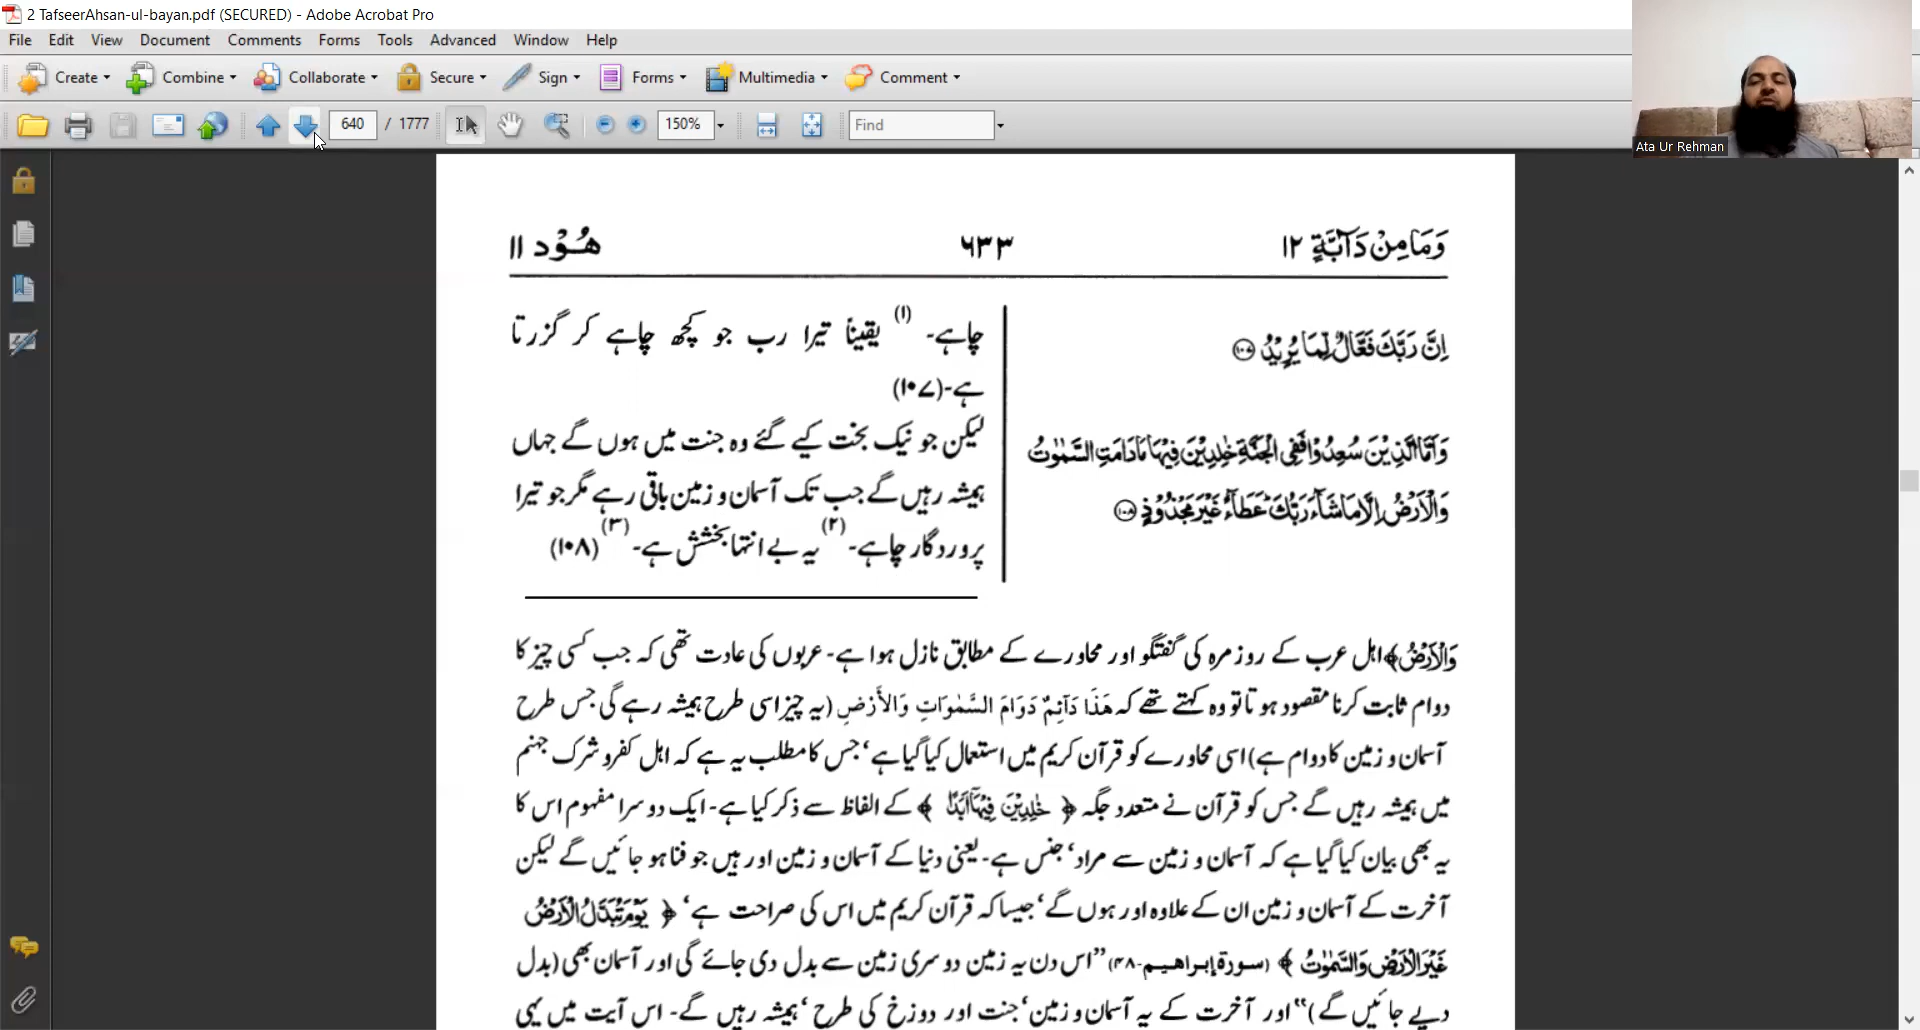 2 TafseerAhsan-ul-bayan.pdf (SECURED) - Adobe Acrobat Pro
File Edit View Document Comments Forms Tools Advanced Window Help
Create Combine Collaborate Secure Sign Forms Multimedia Comment
640 / 1777 150% Find
Ata Ur Rehman
وَمَا مِنْ دَآبَّةٍ ۱۲ ۶۳۳ هُوْد ۱۱
اِنَّ رَبَّكَ فَعَّالٌ لِّمَا يُرِيْدُ ۝۱۰۷
وَاَمَّا الَّذِيْنَ سُعِدُوْا فَفِى الْجَنَّةِ خٰلِدِيْنَ فِيْهَا مَا دَامَتِ السَّمٰوٰتُ
وَالْاَرْضُ اِلَّا مَا شَآءَ رَبُّكَ عَطَآءً غَيْرَ مَجْذُوْذٍ ۝۱۰۸
چاہے۔ (۱) یقیناً تیرا رب جو کچھ چاہے کر گزرتا
ہے۔(۱۰۷)
لیکن جو نیک بخت کیے گئے وہ جنت میں ہوں گے جہاں
ہمیشہ رہیں گے جب تک آسمان و زمین باقی رہے مگر جو تیرا
پروردگار چاہے۔ (۲) یہ بے انتہا بخشش ہے۔ (۳) (۱۰۸)
وَالْاَرْضُ﴾ اہل عرب کے روز مرہ کی گفتگو اور محاورے کے مطابق نازل ہوا ہے۔ عربوں کی عادت تھی کہ جب کسی چیز کا
دوام ثابت کرنا مقصود ہوتا تو وہ کہتے تھے کہ هَذَا دَآئِمٌ دَوَامَ السَّمٰوَاتِ وَالأَرْضِ (یہ چیز اسی طرح ہمیشہ رہے گی جس طرح
آسمان و زمین کا دوام ہے) اسی محاورے کو قرآن کریم میں استعمال کیا گیا ہے‘ جس کا مطلب یہ ہے کہ اہل کفر و شرک جہنم
میں ہمیشہ رہیں گے جس کو قرآن نے متعدد جگہ ﴿ خٰلِدِيْنَ فِيْهَآ اَبَدًا ﴾ کے الفاظ سے ذکر کیا ہے۔ ایک دوسرا مفہوم اس کا
یہ بھی بیان کیا گیا ہے کہ آسمان و زمین سے مراد‘ جنس ہے۔ یعنی دنیا کے آسمان و زمین اور ہیں جو فنا ہو جائیں گے لیکن
آخرت کے آسمان و زمین ان کے علاوہ اور ہوں گے‘ جیسا کہ قرآن کریم میں اس کی صراحت ہے‘ ﴿ يَوْمَ تُبَدَّلُ الْاَرْضُ
غَيْرَ الْاَرْضِ وَالسَّمٰوٰتُ ﴾ (سورة إبراهيم-۴۸) ”اس دن یہ زمین دوسری زمین سے بدل دی جائے گی اور آسمان بھی (بدل
دیے جائیں گے)“ اور آخرت کے یہ آسمان و زمین‘ جنت اور دوزخ کی طرح‘ ہمیشہ رہیں گے۔ اس آیت میں یہی